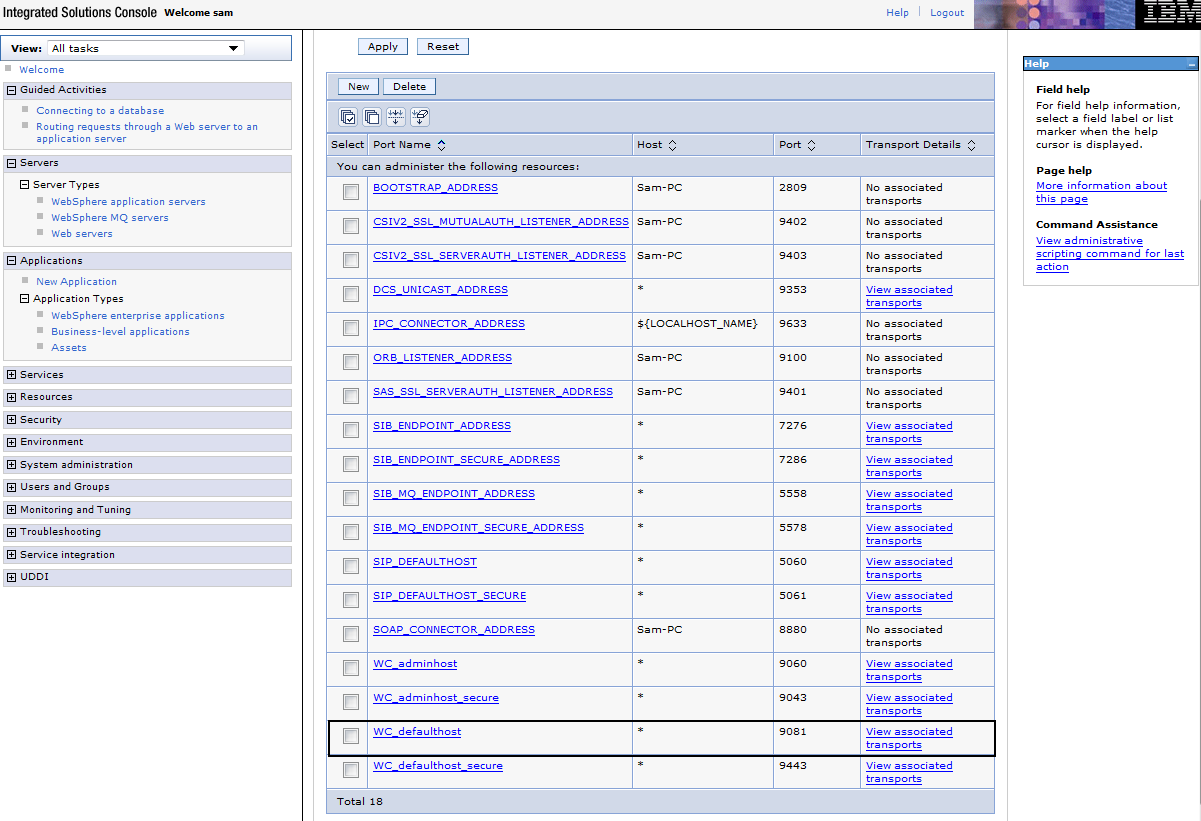 Integrated Solutions Console Welcome sam
Help Logout
IBM
View: All tasks
Welcome
Guided Activities
Connecting to a database
Routing requests through a Web server to an
application server
Servers
Server Types
WebSphere application servers
WebSphere MQ servers
Web servers
Applications
New Application
Application Types
WebSphere enterprise applications
Business-level applications
Assets
Services
Resources
Security
Environment
System administration
Users and Groups
Monitoring and Tuning
Troubleshooting
Service integration
UDDI
Apply Reset
New Delete
Select Port Name Host Port Transport Details
You can administer the following resources:
BOOTSTRAP_ADDRESS Sam-PC 2809 No associated
transports
CSIV2_SSL_MUTUALAUTH_LISTENER_ADDRESS Sam-PC 9402 No associated
transports
CSIV2_SSL_SERVERAUTH_LISTENER_ADDRESS Sam-PC 9403 No associated
transports
DCS_UNICAST_ADDRESS * 9353 View associated
transports
IPC_CONNECTOR_ADDRESS ${LOCALHOST_NAME} 9633 No associated
transports
ORB_LISTENER_ADDRESS Sam-PC 9100 No associated
transports
SAS_SSL_SERVERAUTH_LISTENER_ADDRESS Sam-PC 9401 No associated
transports
SIB_ENDPOINT_ADDRESS * 7276 View associated
transports
SIB_ENDPOINT_SECURE_ADDRESS * 7286 View associated
transports
SIB_MQ_ENDPOINT_ADDRESS * 5558 View associated
transports
SIB_MQ_ENDPOINT_SECURE_ADDRESS * 5578 View associated
transports
SIP_DEFAULTHOST * 5060 View associated
transports
SIP_DEFAULTHOST_SECURE * 5061 View associated
transports
SOAP_CONNECTOR_ADDRESS Sam-PC 8880 No associated
transports
WC_adminhost * 9060 View associated
transports
WC_adminhost_secure * 9043 View associated
transports
WC_defaulthost * 9081 View associated
transports
WC_defaulthost_secure * 9443 View associated
transports
Total 18
Help
Field help
For field help information,
select a field label or list
marker when the help
cursor is displayed.
Page help
More information about
this page
Command Assistance
View administrative
scripting command for last
action